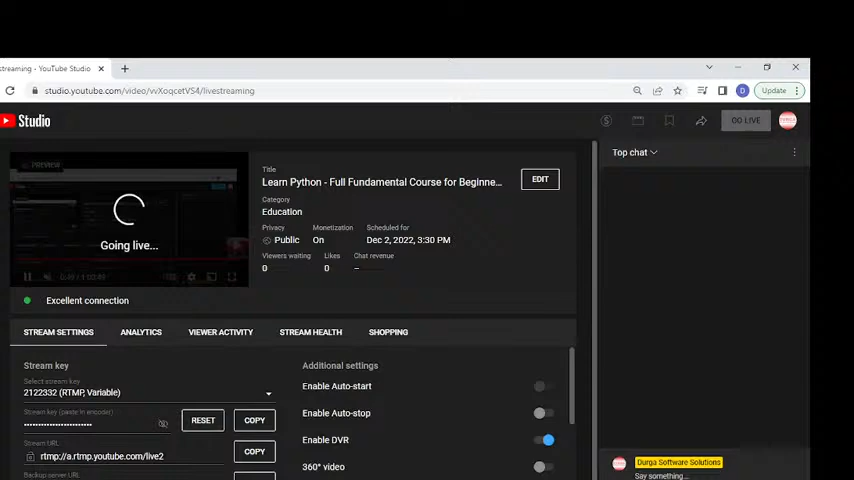 streaming - YouTube Studio
studio.youtube.com/video/vvXoqcetVS4/livestreaming
D
Update
Studio
GO LIVE
PREVIEW
Going live...
Title
Learn Python - Full Fundamental Course for Beginne...
EDIT
Category
Education
Privacy
Monetization
Scheduled for
Public
On
Dec 2, 2022, 3:30 PM
Viewers waiting
Likes
Chat revenue
0
0
–
Excellent connection
Top chat
STREAM SETTINGS
ANALYTICS
VIEWER ACTIVITY
STREAM HEALTH
SHOPPING
Stream key
Select stream key
2122332 (RTMP, Variable)
Stream key (paste in encoder)
RESET
COPY
Stream URL
rtmp://a.rtmp.youtube.com/live2
COPY
Backup server URL
Additional settings
Enable Auto-start
Enable Auto-stop
Enable DVR
360° video
Durga Software Solutions
Say something...